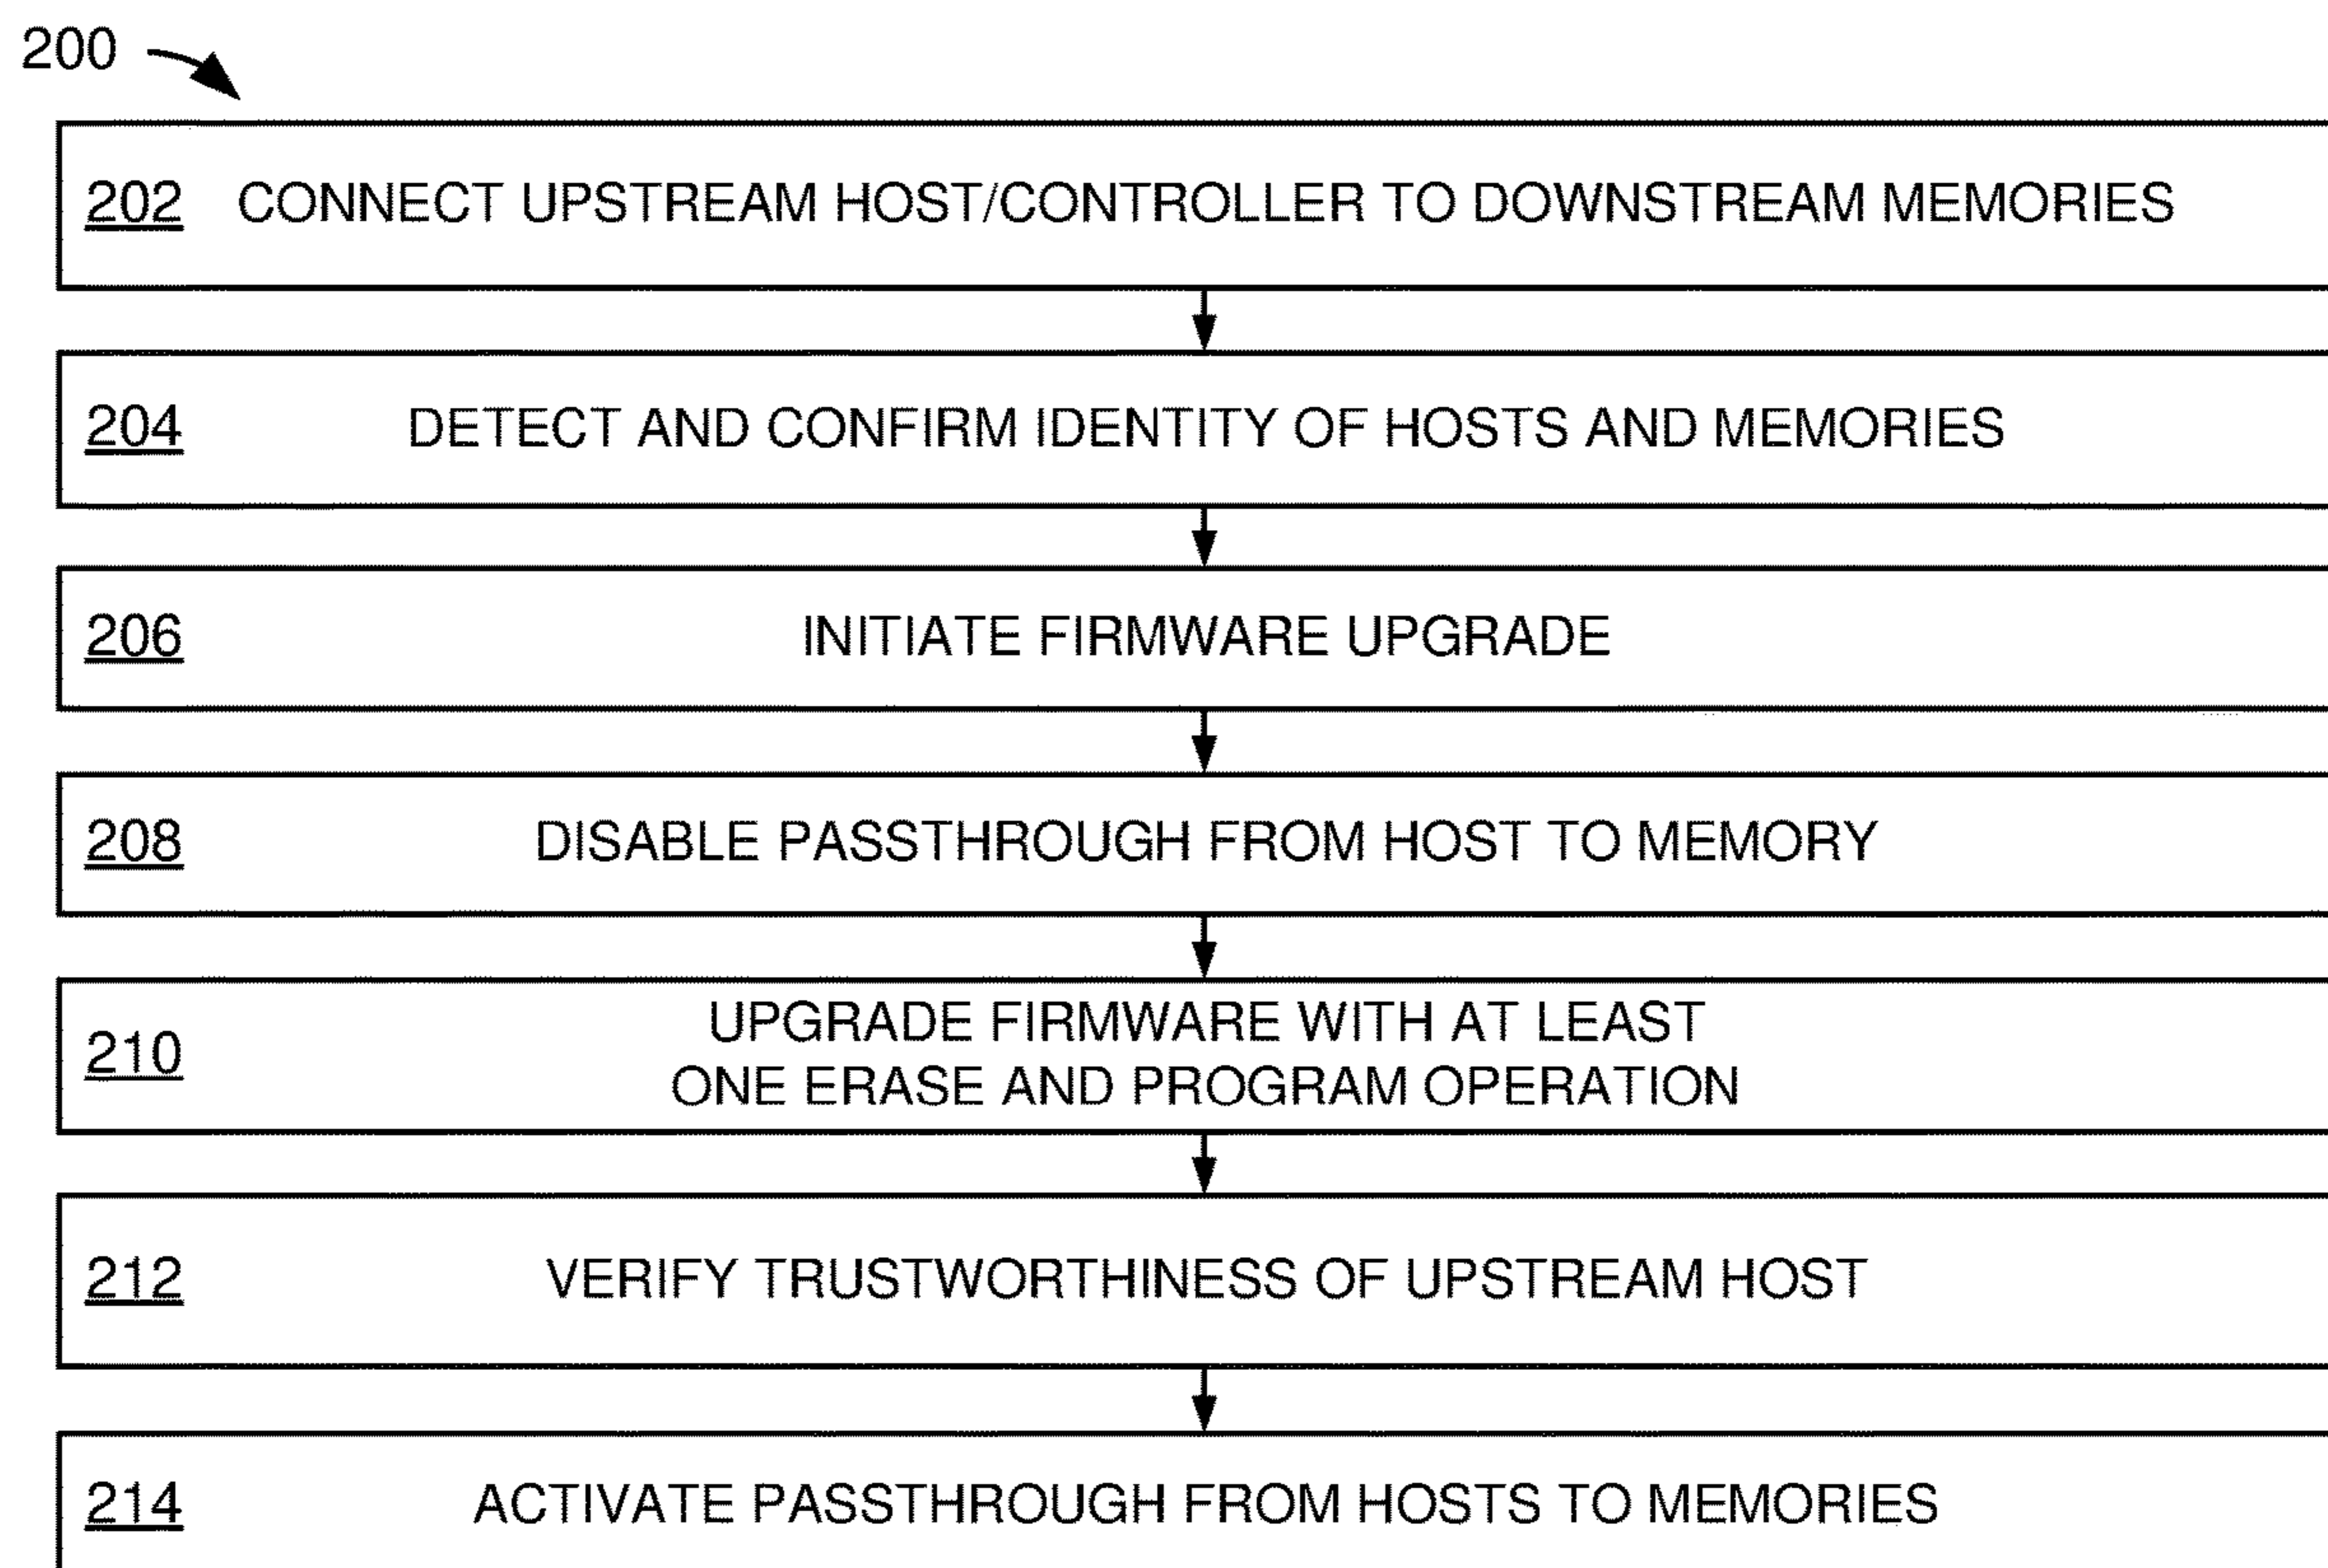 200
202 CONNECT UPSTREAM HOST/CONTROLLER TO DOWNSTREAM MEMORIES
204 DETECT AND CONFIRM IDENTITY OF HOSTS AND MEMORIES
206 INITIATE FIRMWARE UPGRADE
208 DISABLE PASSTHROUGH FROM HOST TO MEMORY
210 UPGRADE FIRMWARE WITH AT LEAST
ONE ERASE AND PROGRAM OPERATION
212 VERIFY TRUSTWORTHINESS OF UPSTREAM HOST
214 ACTIVATE PASSTHROUGH FROM HOSTS TO MEMORIES